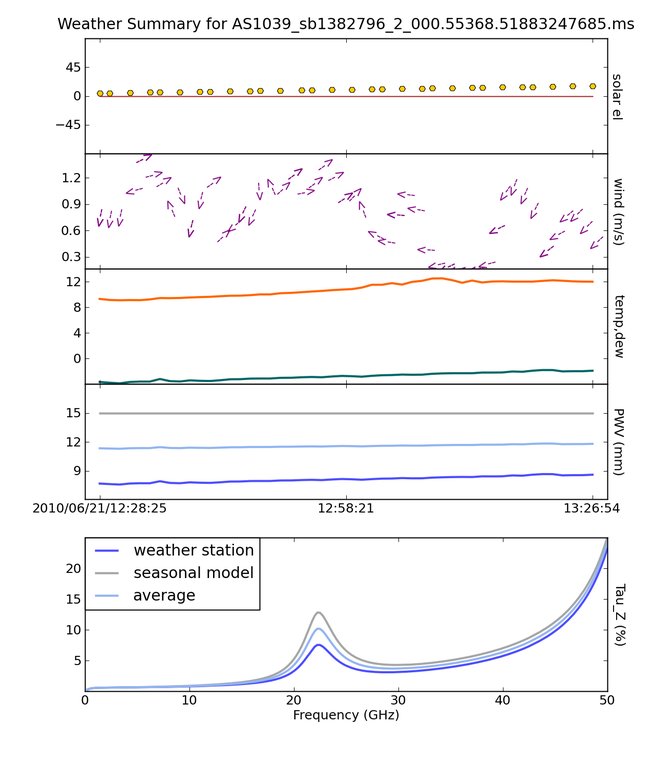 Weather Summary for AS1039_sb1382796_2_000.55368.51883247685.ms
45
0
−45
solar el
1.2
0.9
0.6
0.3
wind (m/s)
12
8
4
0
temp,dew
15
12
9
PWV (mm)
2010/06/21/12:28:25 12:58:21 13:26:54
weather station
seasonal model
average
20
15
10
5
Tau_Z (%)
0 10 20 30 40 50
Frequency (GHz)